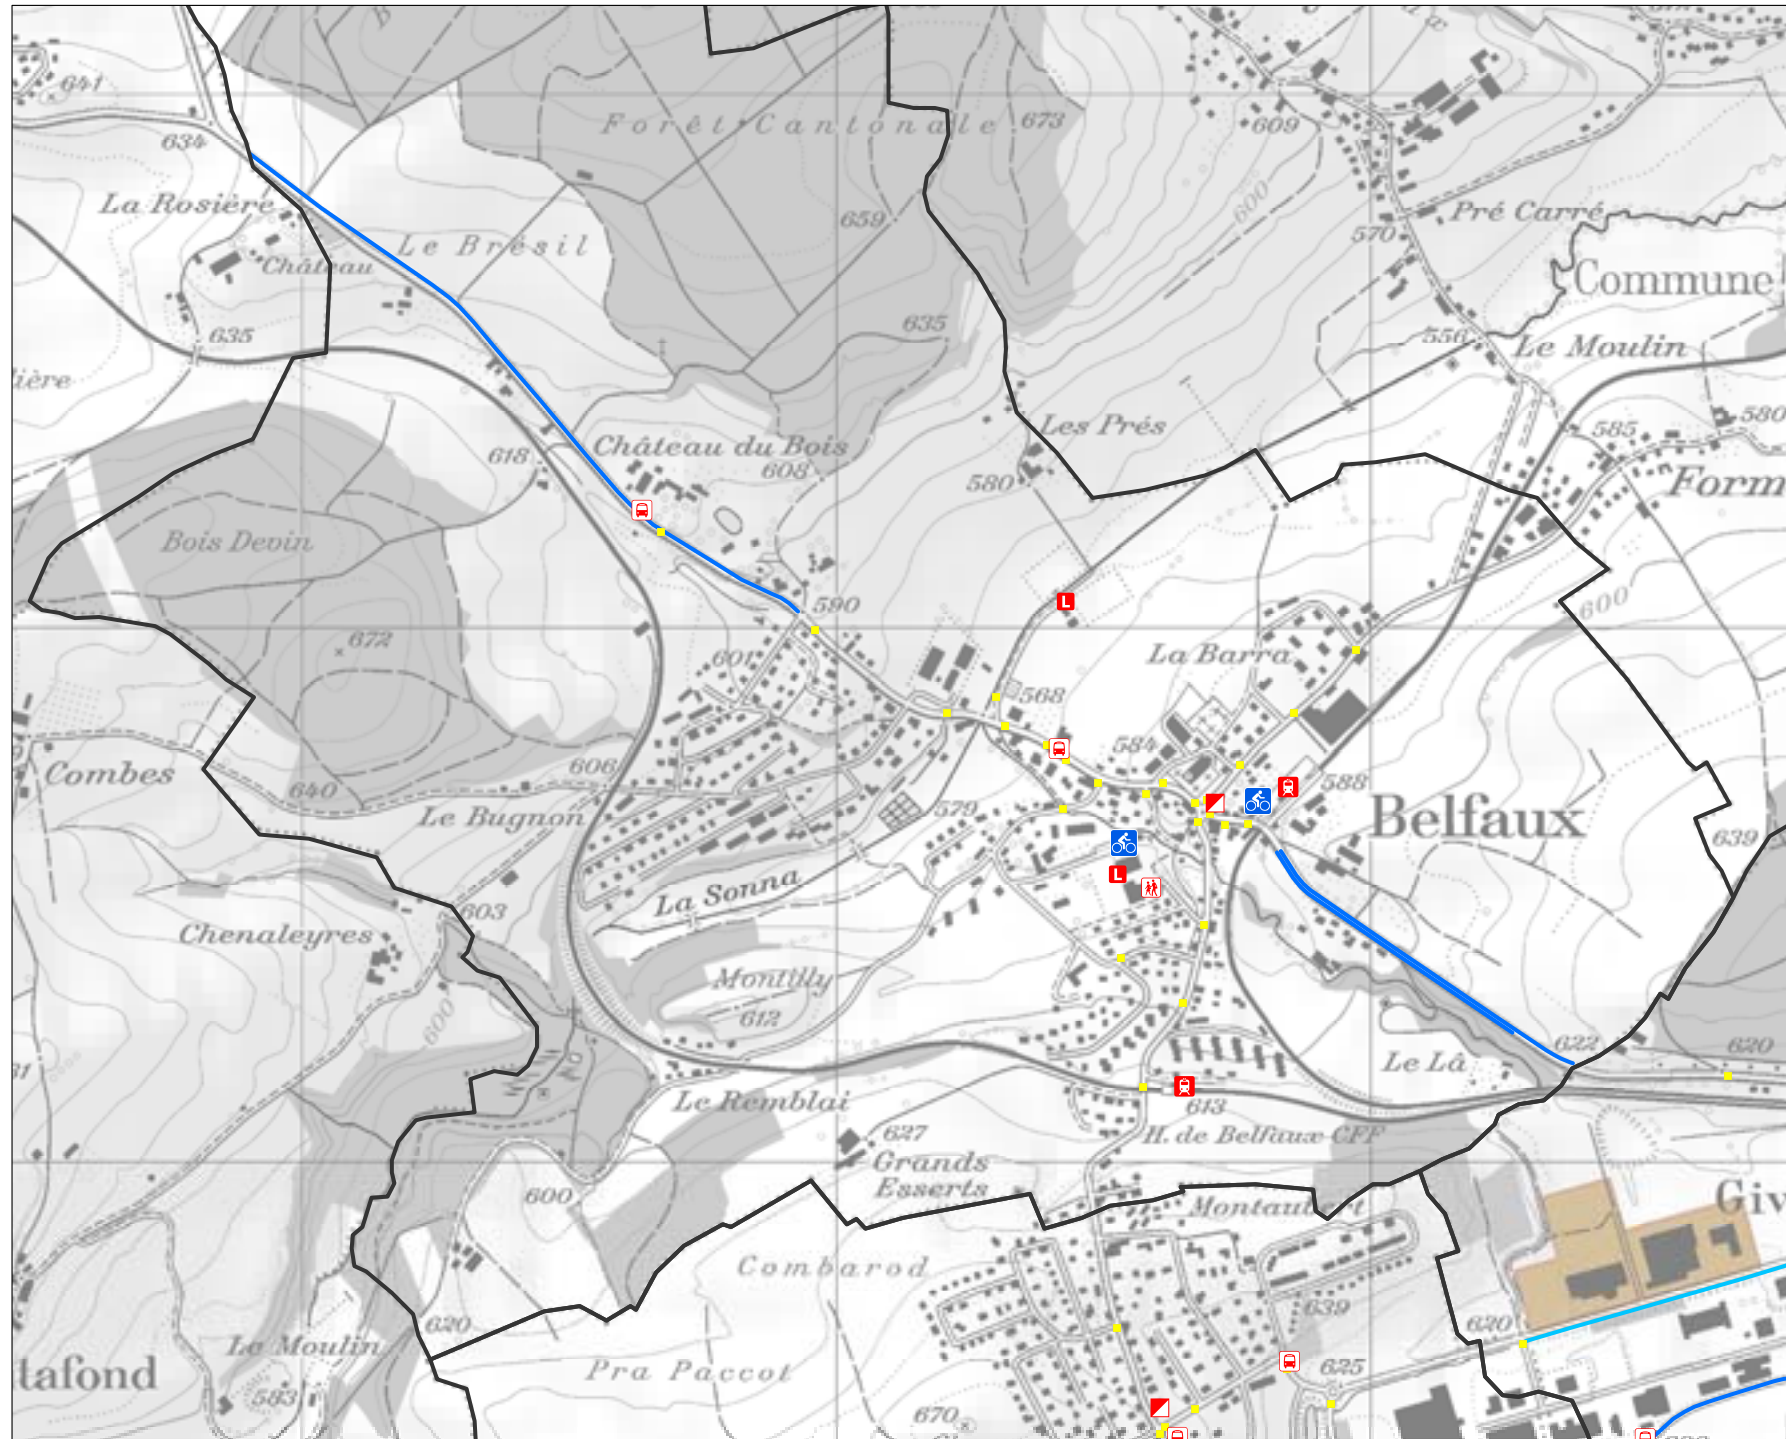 641
Forêt Cantonale
673
609
634
La Rosière
Pré Carré
659
600
570
Le Brésil
Château
Commune
635
635
556
Le Moulin
ière
580
Les Prés
585
Château du Bois
618
608
580
Form
Bois Devin
590
600
672
601
La Barra
568
584
Combes
606
588
640
Le Bugnon
579
Belfaux
639
La Sonna
603
Chenaleyres
Montilly
600
612
622
620
Le Lâ
Le Remblai
613
627
H. de Belfaux CFF
Grands
Esserts
600
Giv
Combarod
639
620
620
Le Moulin
Pra Paccot
625
tafond
583
670
L
L